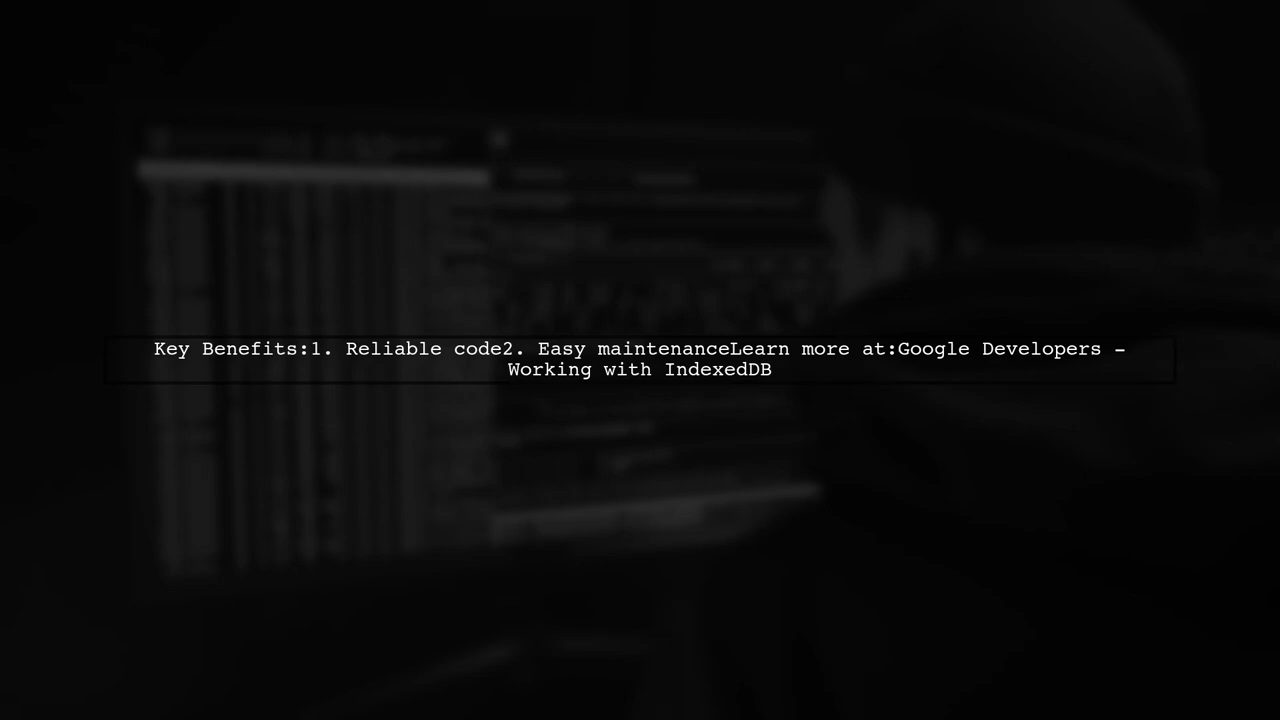 Key Benefits:1. Reliable code2. Easy maintenanceLearn more at:Google Developers –
Working with IndexedDB